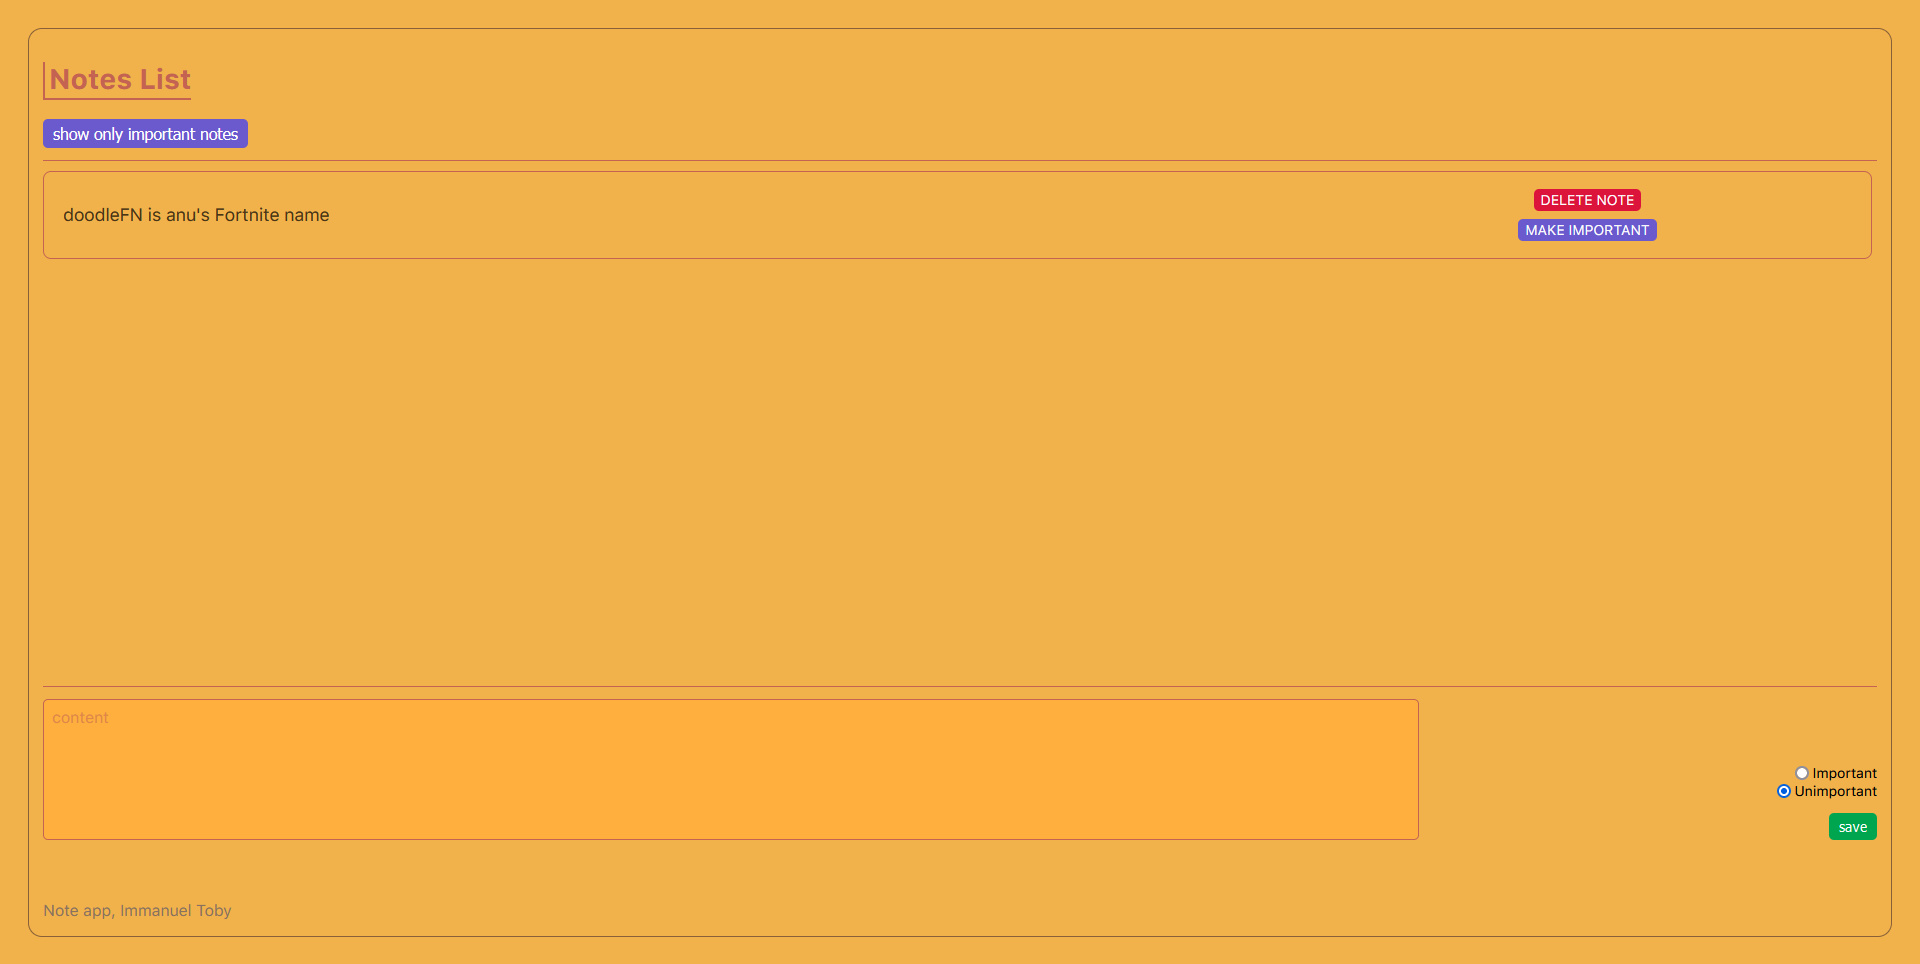 Notes List
show only important notes
doodleFN is anu's Fortnite name
DELETE NOTE
MAKE IMPORTANT
content
Important
Unimportant
save
Note app, Immanuel Toby